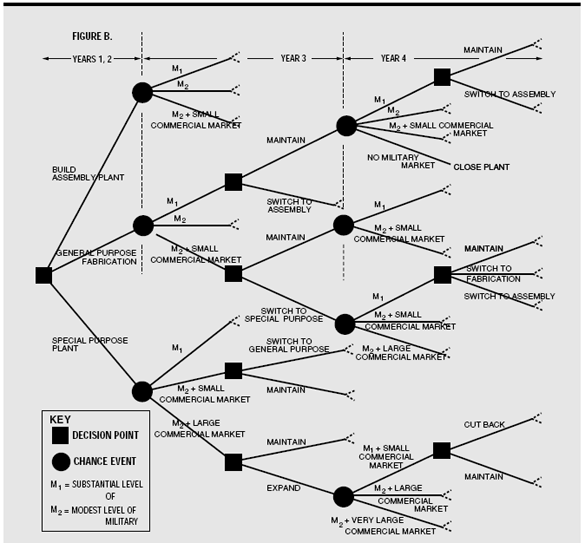 FIGURE B.
YEARS 1, 2
YEAR 3
YEAR 4
M1
M2
M2 + SMALL
COMMERCIAL MARKET
BUILD
ASSEMBLY PLANT
MAINTAIN
M1
M2
M2 + SMALL COMMERCIAL
MARKET
NO MILITARY
MARKET
CLOSE PLANT
MAINTAIN
SWITCH TO ASSEMBLY
M1
M2
SWITCH TO
ASSEMBLY
GENERAL PURPOSE
FABRICATION
M2 + SMALL
COMMERCIAL MARKET
MAINTAIN
M1
M2 + SMALL
COMMERCIAL MARKET
SWITCH TO
SPECIAL PURPOSE
M1
M2 + SMALL
COMMERCIAL MARKET
M2 + LARGE
COMMERCIAL MARKET
MAINTAIN
SWITCH TO
FABRICATION
SWITCH TO ASSEMBLY
SPECIAL PURPOSE
PLANT
M1
SWITCH TO
GENERAL PURPOSE
M2 + SMALL
COMMERCIAL MARKET
MAINTAIN
M2 + LARGE
COMMERCIAL MARKET
MAINTAIN
EXPAND
M1 + SMALL
COMMERCIAL
MARKET
M2 + LARGE
COMMERCIAL
MARKET
M2 + VERY LARGE
COMMERCIAL MARKET
CUT BACK
MAINTAIN
KEY
DECISION POINT
CHANCE EVENT
M1 = SUBSTANTIAL LEVEL
OF
M2 = MODEST LEVEL OF
MILITARY